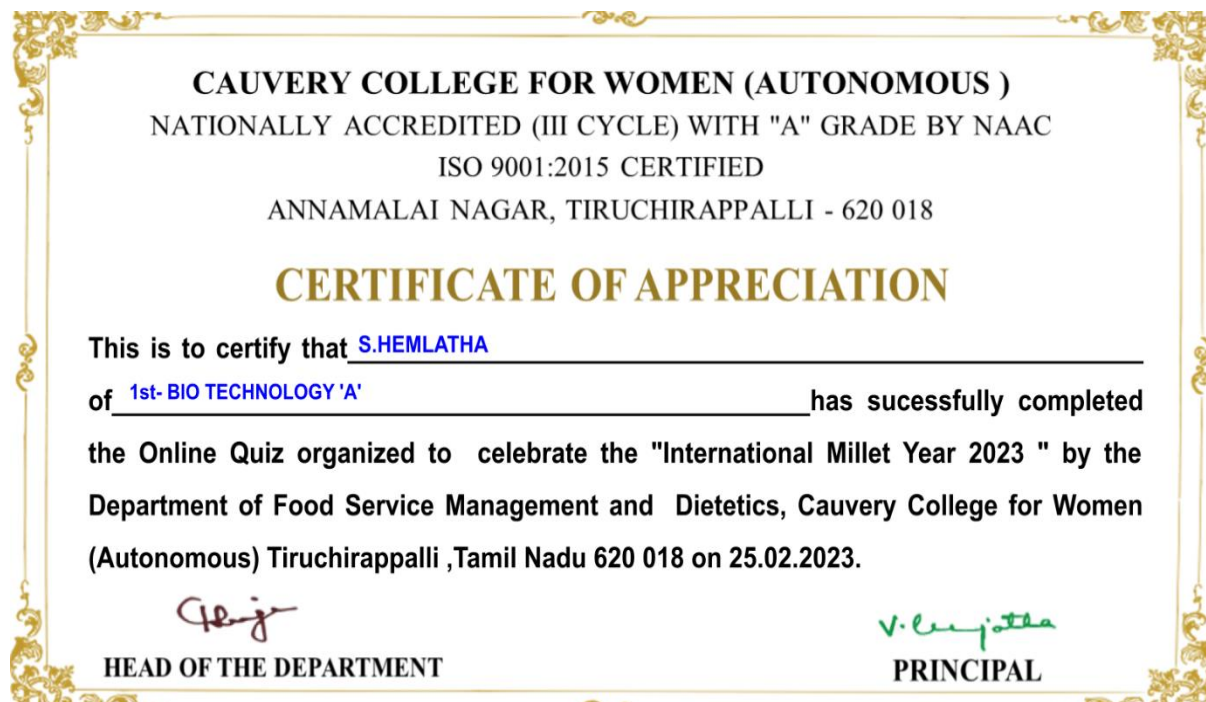 CAUVERY COLLEGE FOR WOMEN (AUTONOMOUS )
NATIONALLY ACCREDITED (III CYCLE) WITH "A" GRADE BY NAAC
ISO 9001:2015 CERTIFIED
ANNAMALAI NAGAR, TIRUCHIRAPPALLI - 620 018
CERTIFICATE OF APPRECIATION
This is to certify that S.HEMLATHA
of 1st- BIO TECHNOLOGY 'A' has sucessfully completed
the Online Quiz organized to celebrate the "International Millet Year 2023 " by the
Department of Food Service Management and Dietetics, Cauvery College for Women
(Autonomous) Tiruchirappalli ,Tamil Nadu 620 018 on 25.02.2023.
HEAD OF THE DEPARTMENT
PRINCIPAL